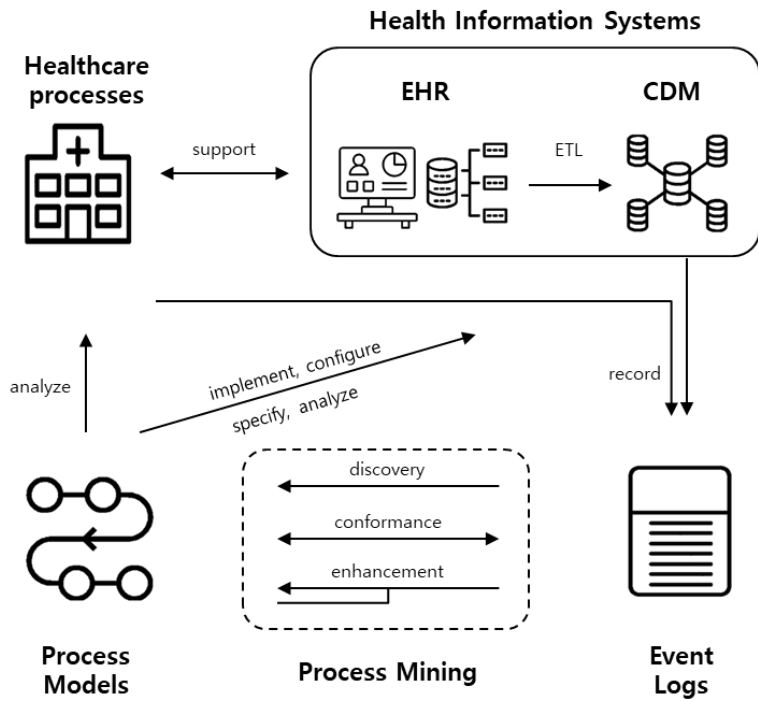 Health Information Systems
Healthcare
processes
EHR
CDM
support
ETL
analyze
implement, configure
specify, analyze
record
discovery
conformance
enhancement
Process
Models
Process Mining
Event
Logs